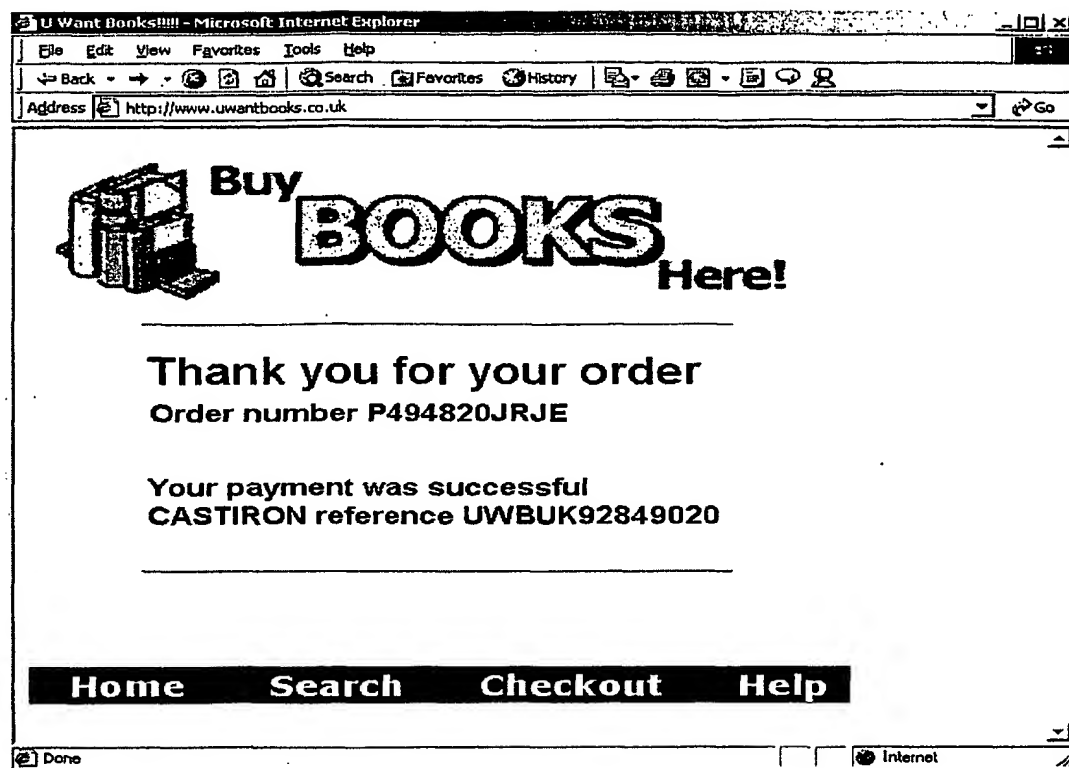 U Want Books!!!!! - Microsoft Internet Explorer
File Edit View Favorites Tools Help
Back Search Favorites History
Address http://www.uwantbooks.co.uk Go
Buy
BOOKS
Here!
Thank you for your order
Order number P494820JRJE
Your payment was successful
CASTIRON reference UWBUK92849020
Home Search Checkout Help
Done Internet